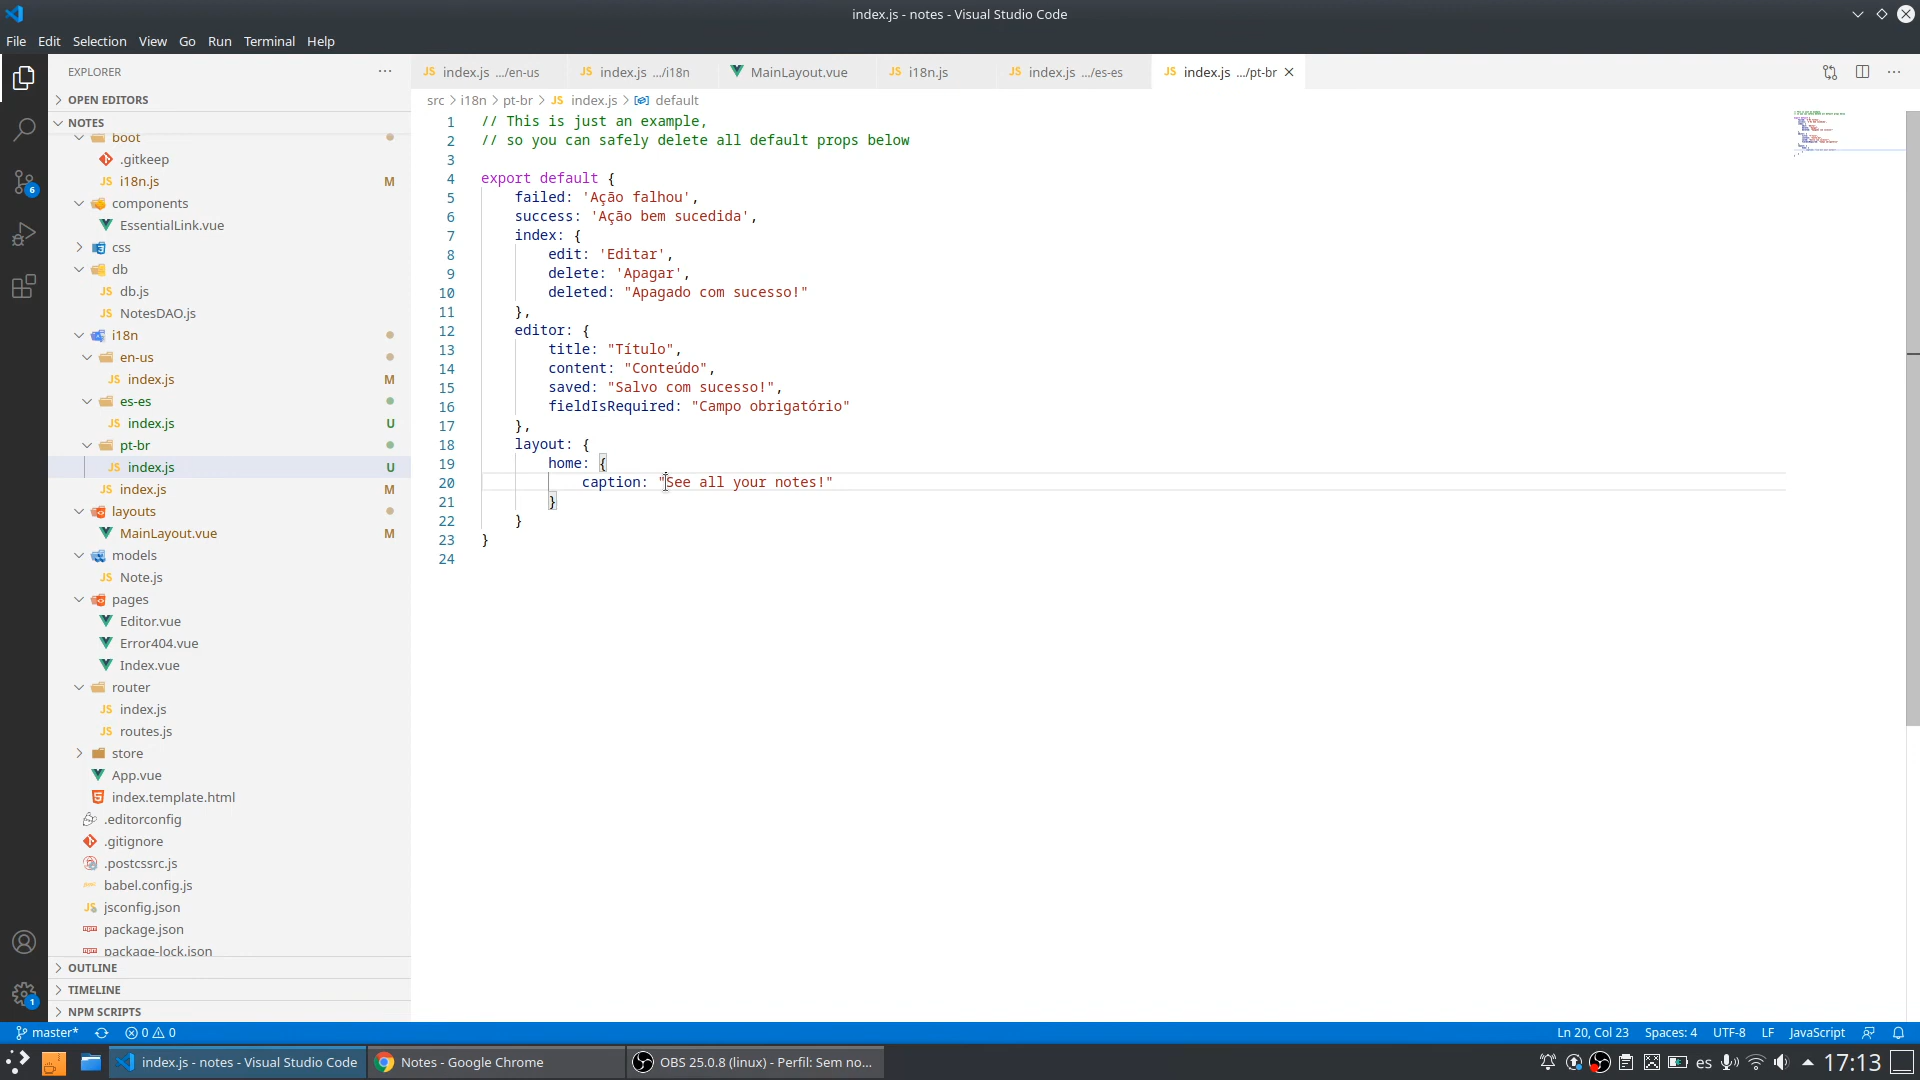 index.js - notes - Visual Studio Code
File Edit Selection View Go Run Terminal Help
EXPLORER
OPEN EDITORS
NOTES
boot
.gitkeep
i18n.js M
components
EssentialLink.vue
css
db
db.js
NotesDAO.js
i18n
en-us
index.js M
es-es
index.js U
pt-br
index.js U
index.js M
layouts
MainLayout.vue M
models
Note.js
pages
Editor.vue
Error404.vue
Index.vue
router
index.js
routes.js
store
App.vue
index.template.html
.editorconfig
.gitignore
.postcssrc.js
babel.config.js
jsconfig.json
package.json
package-lock.json
OUTLINE
TIMELINE
NPM SCRIPTS
6
1
JS index.js .../en-us JS index.js .../i18n MainLayout.vue JS i18n.js JS index.js .../es-es JS index.js .../pt-br
src > i18n > pt-br > JS index.js > default
1 // This is just an example,
2 // so you can safely delete all default props below
3
4 export default {
5 failed: 'Ação falhou',
6 success: 'Ação bem sucedida',
7 index: {
8 edit: 'Editar',
9 delete: 'Apagar',
10 deleted: "Apagado com sucesso!"
11 },
12 editor: {
13 title: "Título",
14 content: "Conteúdo",
15 saved: "Salvo com sucesso!",
16 fieldIsRequired: "Campo obrigatório"
17 },
18 layout: {
19 home: {
20 caption: "See all your notes!"
21 }
22 }
23 }
24
master* 0 0 Ln 20, Col 23 Spaces: 4 UTF-8 LF JavaScript
index.js - notes - Visual Studio Code Notes - Google Chrome OBS 25.0.8 (linux) - Perfil: Sem no... es 17:13